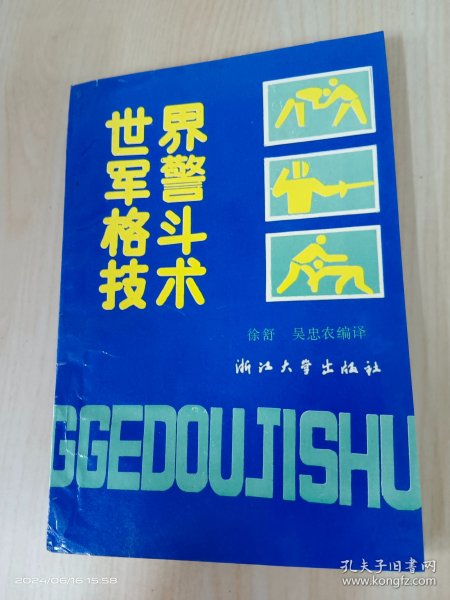 世界
军警
格斗
技术
徐舒 吴忠农编译
浙江大学出版社
GGEDOUJISHU
2024/06/16 15:58
孔夫子旧书网
www.kongfz.com